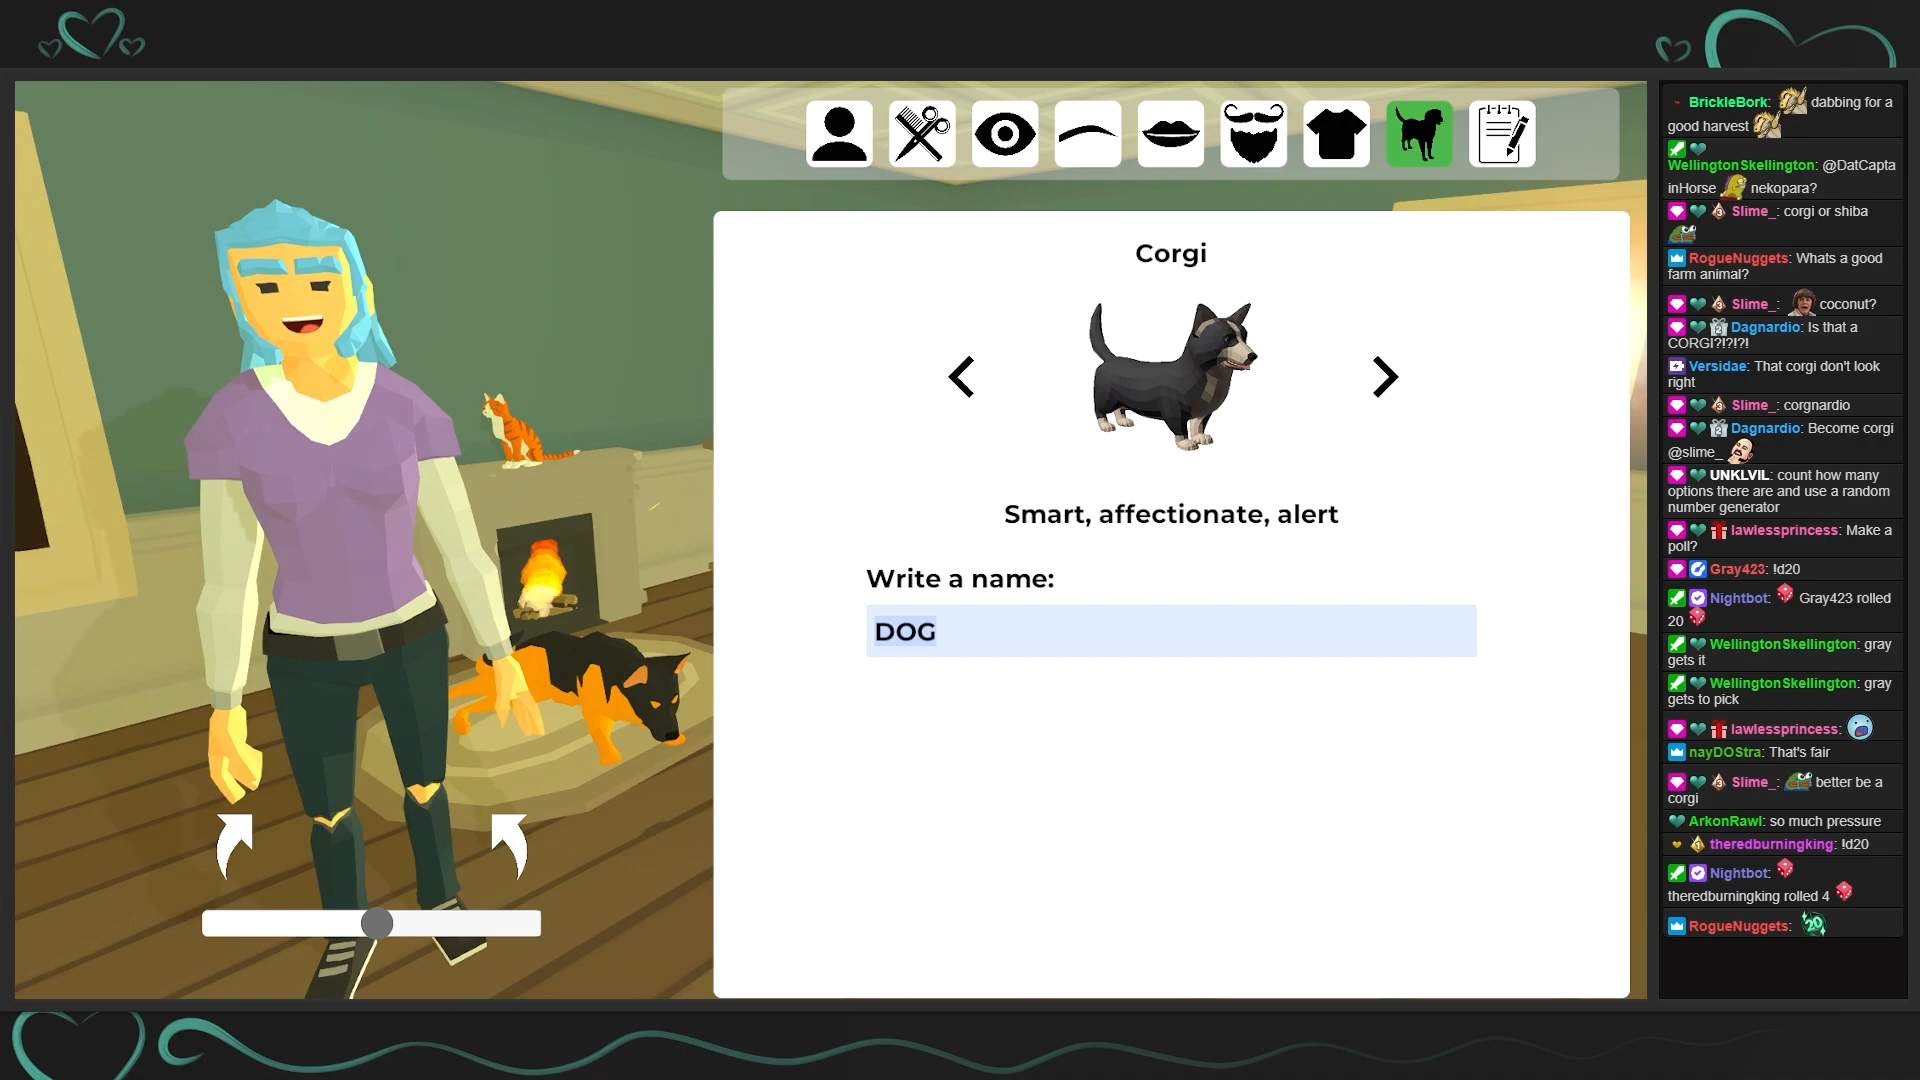 Corgi
Smart, affectionate, alert
Write a name:
DOG
BrickleBork: dabbing for a
good harvest
WellingtonSkellington: @DatCapta
inHorse nekopara?
Slime_: corgi or shiba
RogueNuggets: Whats a good
farm animal?
Slime_: coconut?
Dagnardio: Is that a
CORGI?!?!?!
Versidae: That corgi don't look
right
Slime_: corgnardio
Dagnardio: Become corgi
@slime_
UNKLVIL: count how many
options there are and use a random
number generator
lawlessprincess: Make a
poll?
Gray423: !d20
Nightbot: Gray423 rolled
20
WellingtonSkellington: gray
gets it
WellingtonSkellington: gray
gets to pick
lawlessprincess:
nayDOStra: That's fair
Slime_: better be a
corgi
ArkonRawl: so much pressure
theredburningking: !d20
Nightbot:
theredburningking rolled 4
RogueNuggets: 20